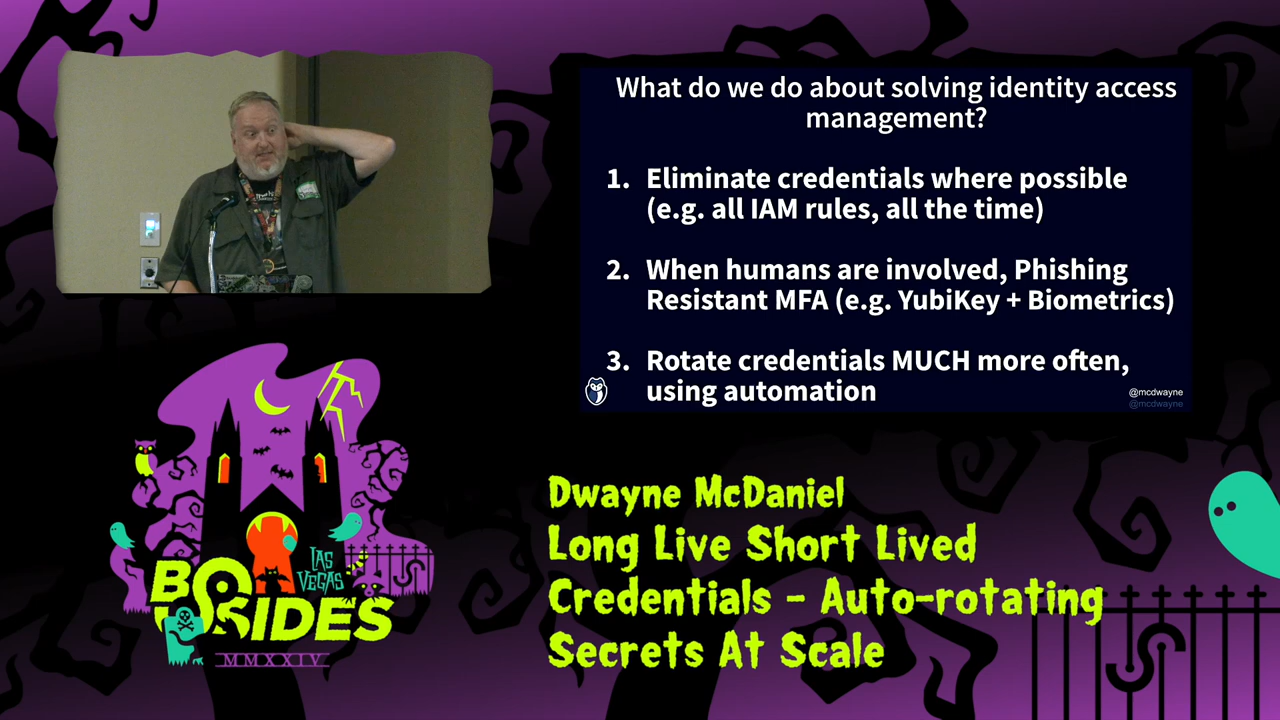 What do we do about solving identity access
management?
1. Eliminate credentials where possible
(e.g. all IAM rules, all the time)
2. When humans are involved, Phishing
Resistant MFA (e.g. YubiKey + Biometrics)
3. Rotate credentials MUCH more often,
using automation
@mcdwayne
@mcdwayne
LAS
VEGAS
BSIDES
MMXXIV
Dwayne McDaniel
Long Live Short Lived
Credentials - Auto-rotating
Secrets At Scale